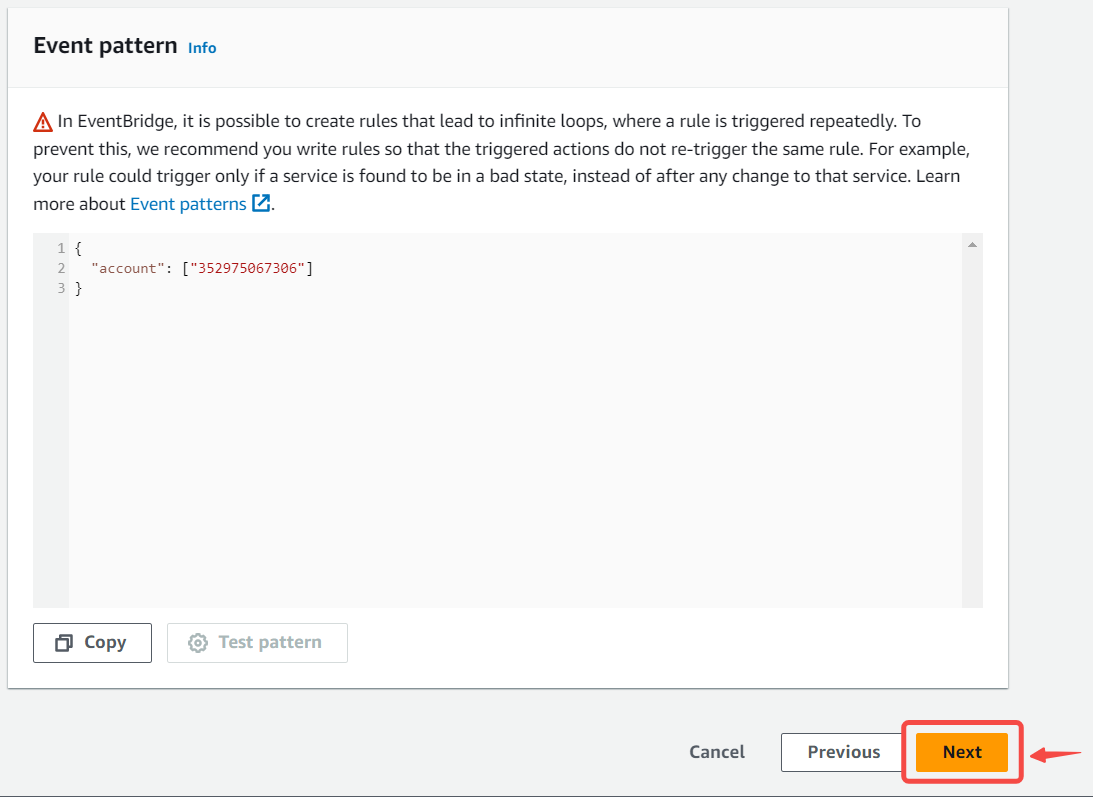 Event pattern Info
In EventBridge, it is possible to create rules that lead to infinite loops, where a rule is triggered repeatedly. To
prevent this, we recommend you write rules so that the triggered actions do not re-trigger the same rule. For example,
your rule could trigger only if a service is found to be in a bad state, instead of after any change to that service. Learn
more about Event patterns.
1 {
2 "account": ["352975067306"]
3 }
Copy Test pattern
Cancel Previous Next